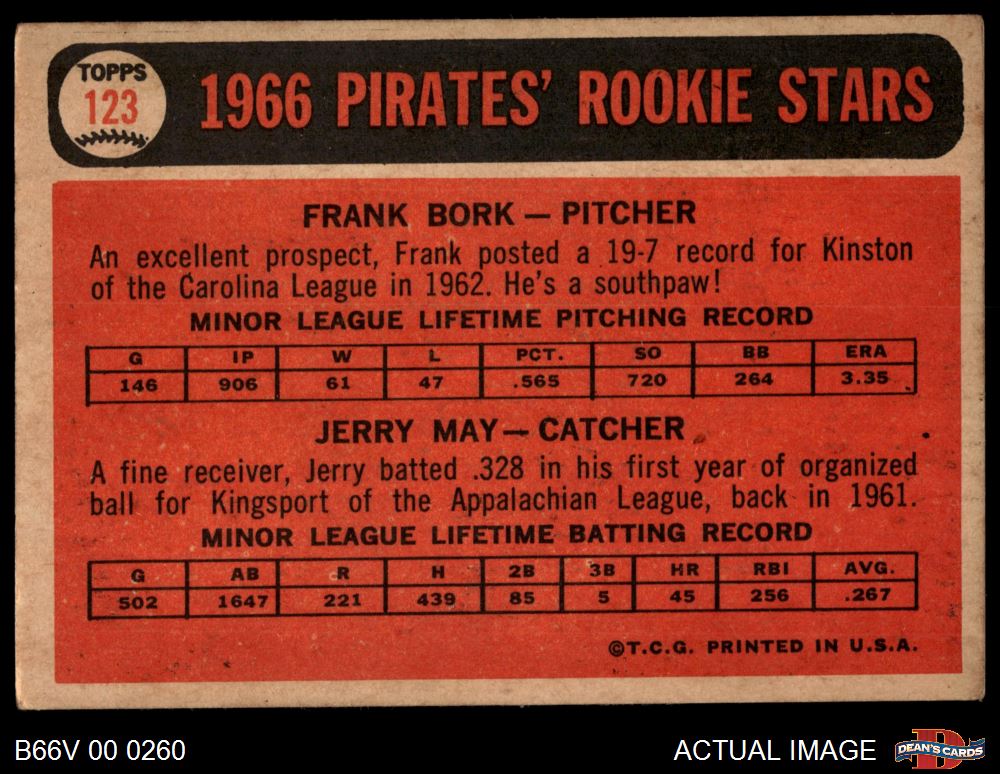 TOPPS
123
1966 PIRATES' ROOKIE STARS
FRANK BORK — PITCHER
An excellent prospect, Frank posted a 19-7 record for Kinston
of the Carolina League in 1962. He's a southpaw!
MINOR LEAGUE LIFETIME PITCHING RECORD
G IP W L PCT. SO BB ERA
146 906 61 47 .565 720 264 3.35
JERRY MAY — CATCHER
A fine receiver, Jerry batted .328 in his first year of organized
ball for Kingsport of the Appalachian League, back in 1961.
MINOR LEAGUE LIFETIME BATTING RECORD
G AB R H 2B 3B HR RBI AVG.
502 1647 221 439 85 5 45 256 .267
©T.C.G. PRINTED IN U.S.A.
B66V 00 0260
ACTUAL IMAGE
DEAN'S CARDS